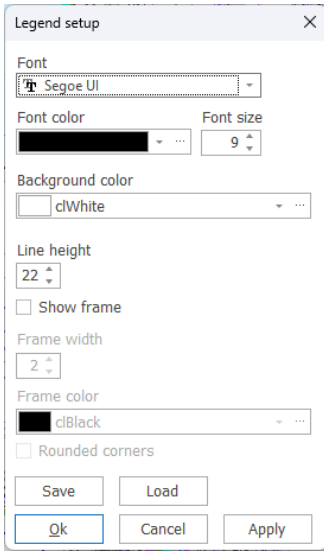 Legend setup
Font
Segoe UI
Font color Font size
9
Background color
clWhite
Line height
22
Show frame
Frame width
2
Frame color
clBlack
Rounded corners
Save Load
Ok Cancel Apply